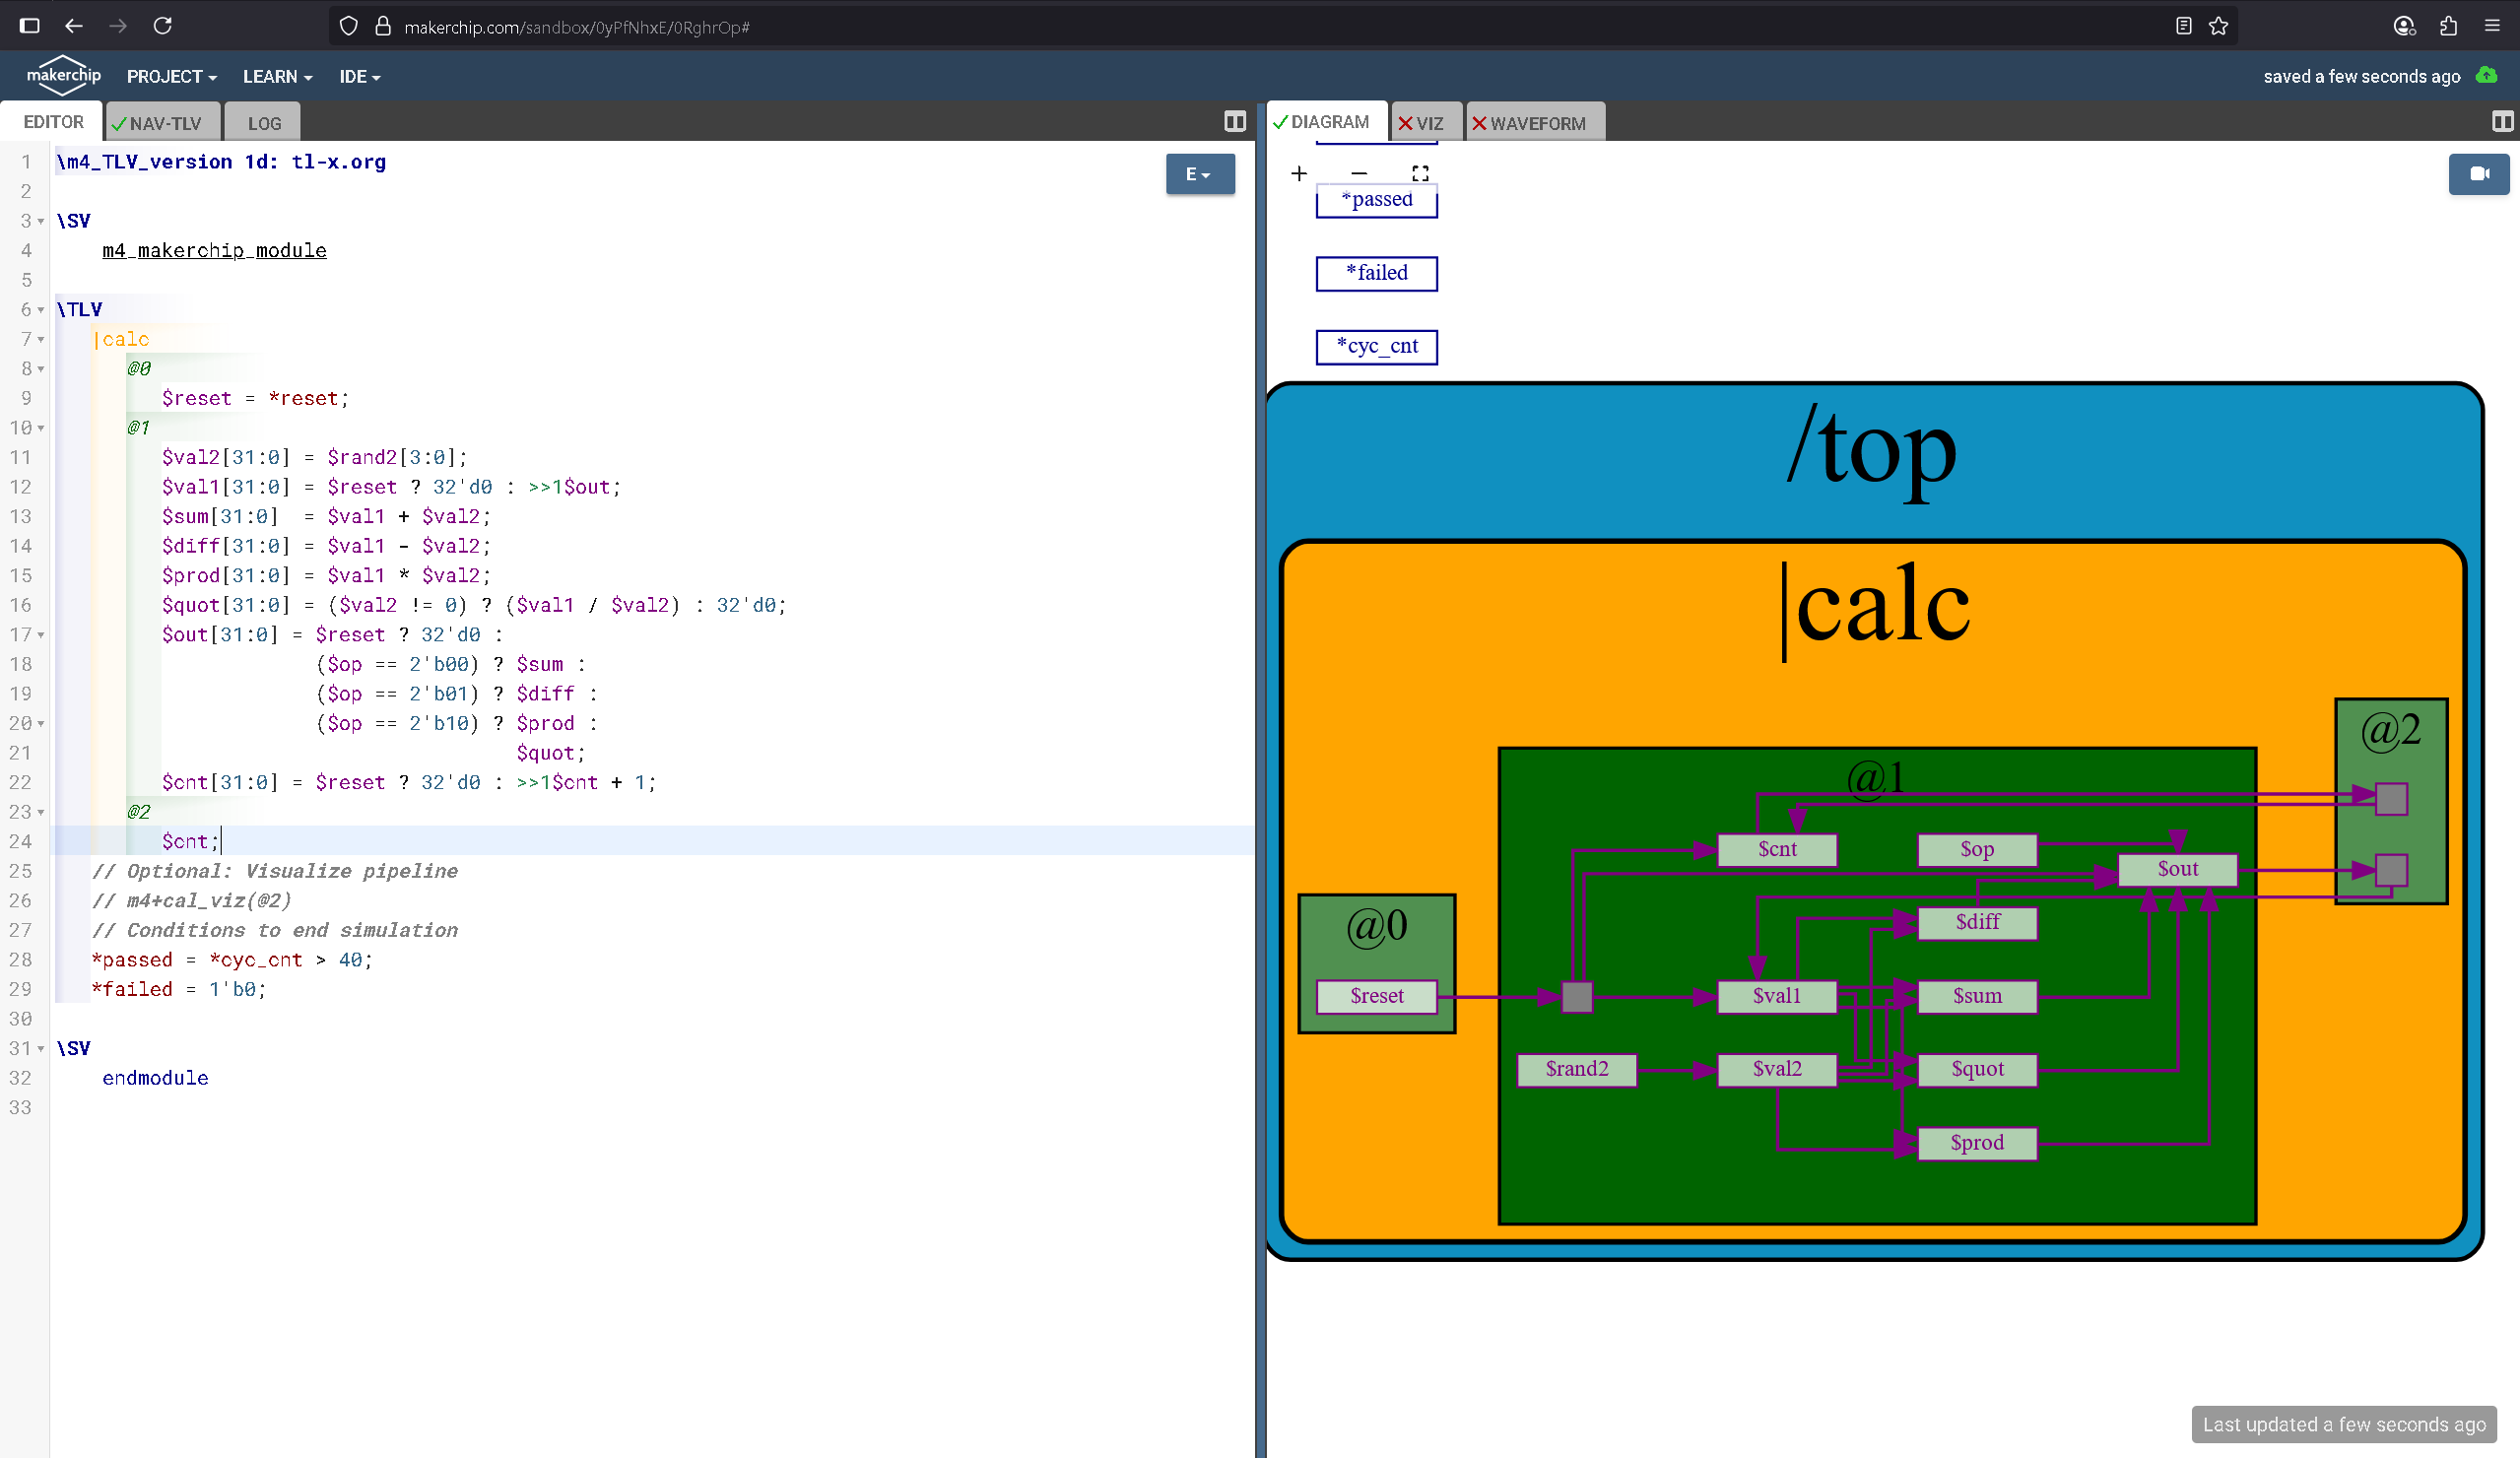 makerchip.com/sandbox/0yPfNhxE/0RghrOp#
makerchip
PROJECT
LEARN
IDE
saved a few seconds ago
EDITOR
NAV-TLV
LOG
DIAGRAM
VIZ
WAVEFORM
E
1 \m4_TLV_version 1d: tl-x.org
2
3 \SV
4 m4_makerchip_module
5
6 \TLV
7 |calc
8 @0
9 $reset = *reset;
10 @1
11 $val2[31:0] = $rand2[3:0];
12 $val1[31:0] = $reset ? 32'd0 : >>1$out;
13 $sum[31:0]  = $val1 + $val2;
14 $diff[31:0] = $val1 - $val2;
15 $prod[31:0] = $val1 * $val2;
16 $quot[31:0] = ($val2 != 0) ? ($val1 / $val2) : 32'd0;
17 $out[31:0] = $reset ? 32'd0 :
18 ($op == 2'b00) ? $sum :
19 ($op == 2'b01) ? $diff :
20 ($op == 2'b10) ? $prod :
21 $quot;
22 $cnt[31:0] = $reset ? 32'd0 : >>1$cnt + 1;
23 @2
24 $cnt;
25 // Optional: Visualize pipeline
26 // m4+cal_viz(@2)
27 // Conditions to end simulation
28 *passed = *cyc_cnt > 40;
29 *failed = 1'b0;
30
31 \SV
32 endmodule
33
*passed
*failed
*cyc_cnt
/top
|calc
@2
@1
$cnt
$op
$out
@0
$diff
$reset
$val1
$sum
$rand2
$val2
$quot
$prod
Last updated a few seconds ago